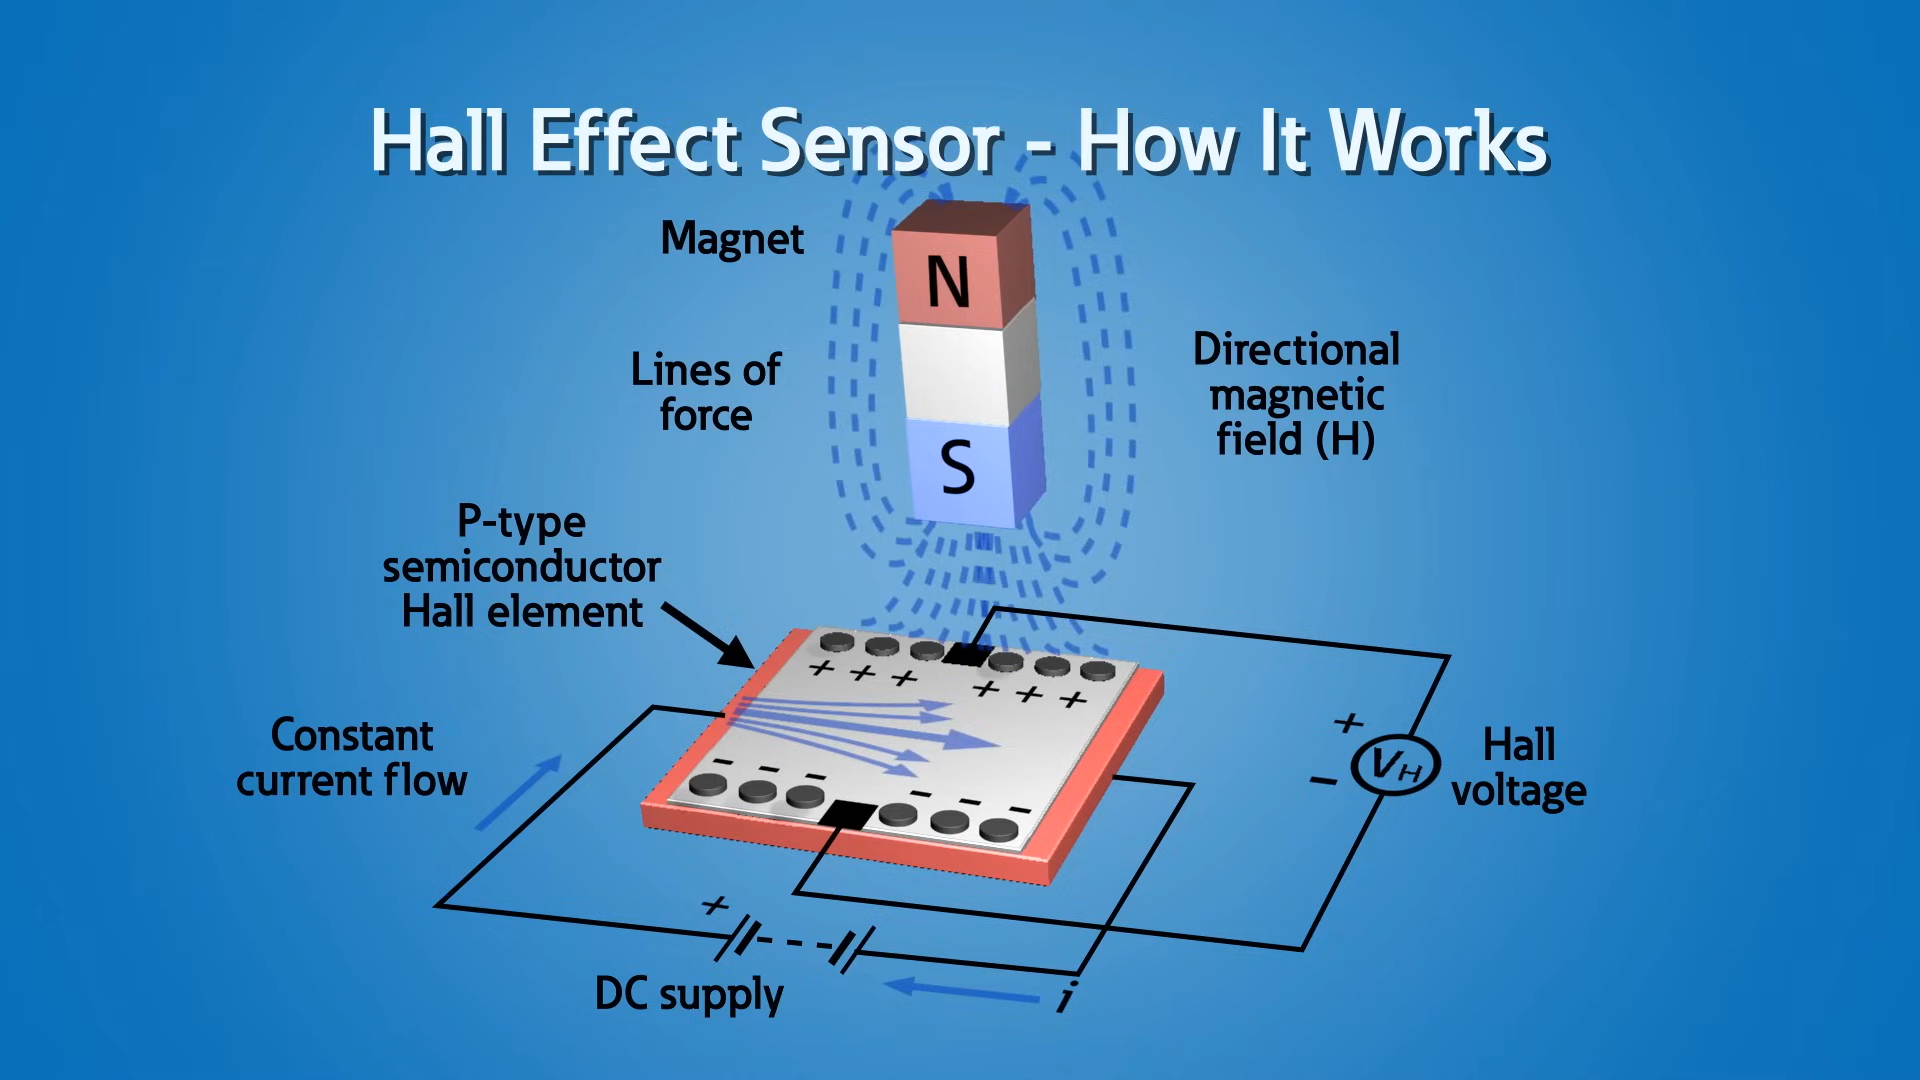 Hall Effect Sensor - How It Works
Magnet
N
Lines of
force
Directional
magnetic
field (H)
S
P-type
semiconductor
Hall element
+ + + + + +
Constant
current flow
- - - - - -
+
-
VH
Hall
voltage
+
DC supply
i